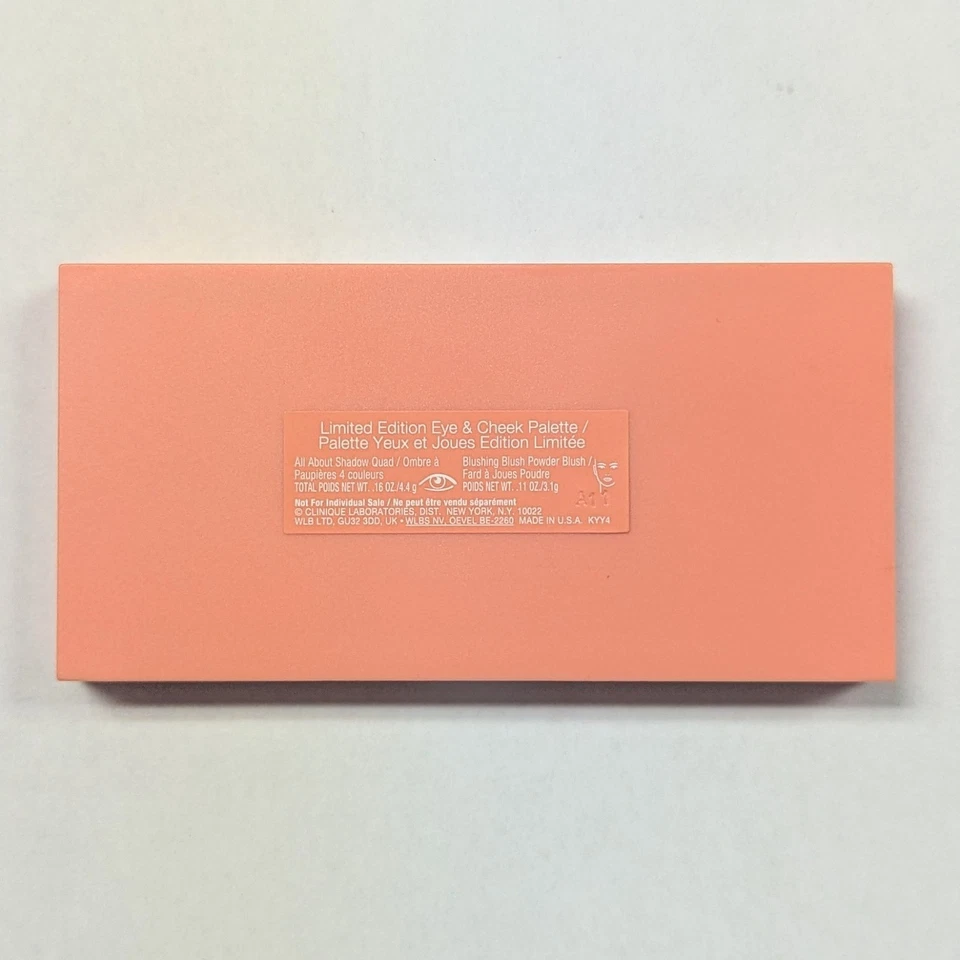 Limited Edition Eye & Cheek Palette /
Palette Yeux et Joues Edition Limitée
All About Shadow Quad / Ombre à
Paupières 4 couleurs
TOTAL POIDS NET WT. .16 OZ./4.4 g
Blushing Blush Powder Blush /
Fard à Joues Poudre
POIDS NET WT. .11 OZ./3.1g
Not For Individual Sale / Ne peut être vendu séparément
© CLINIQUE LABORATORIES, DIST. NEW YORK, N.Y. 10022
WLB LTD. GU32 3DD, UK • WLBS NV, OEVEL BE-2260 MADE IN U.S.A. KYY4